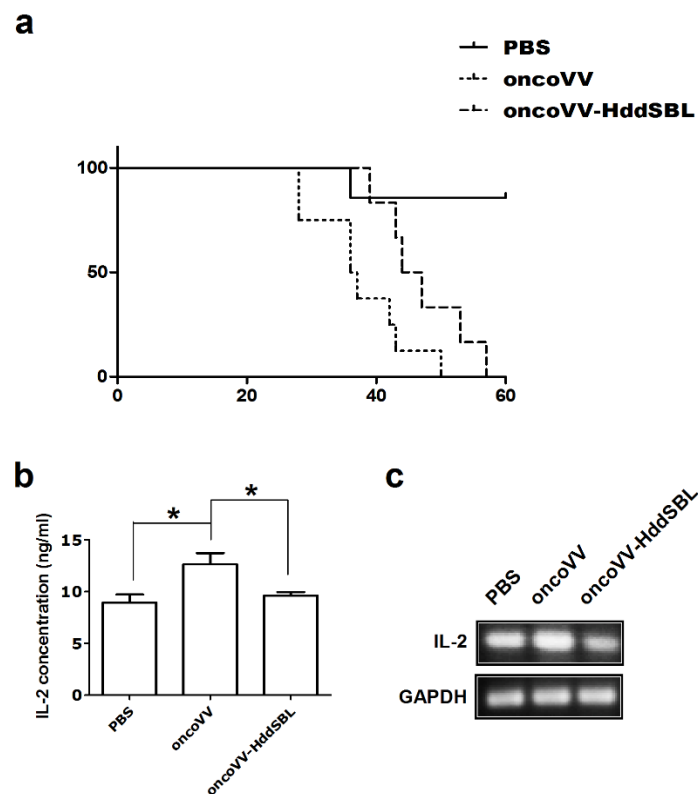 a
PBS
oncoVV
oncoVV-HddSBL
100
50
0
0 20 40 60
b
IL-2 concentration (ng/ml)
15
10
5
0
* *
PBS
oncoVV
oncoVV-HddSBL
c
PBS oncoVV oncoVV-HddSBL
IL-2
GAPDH